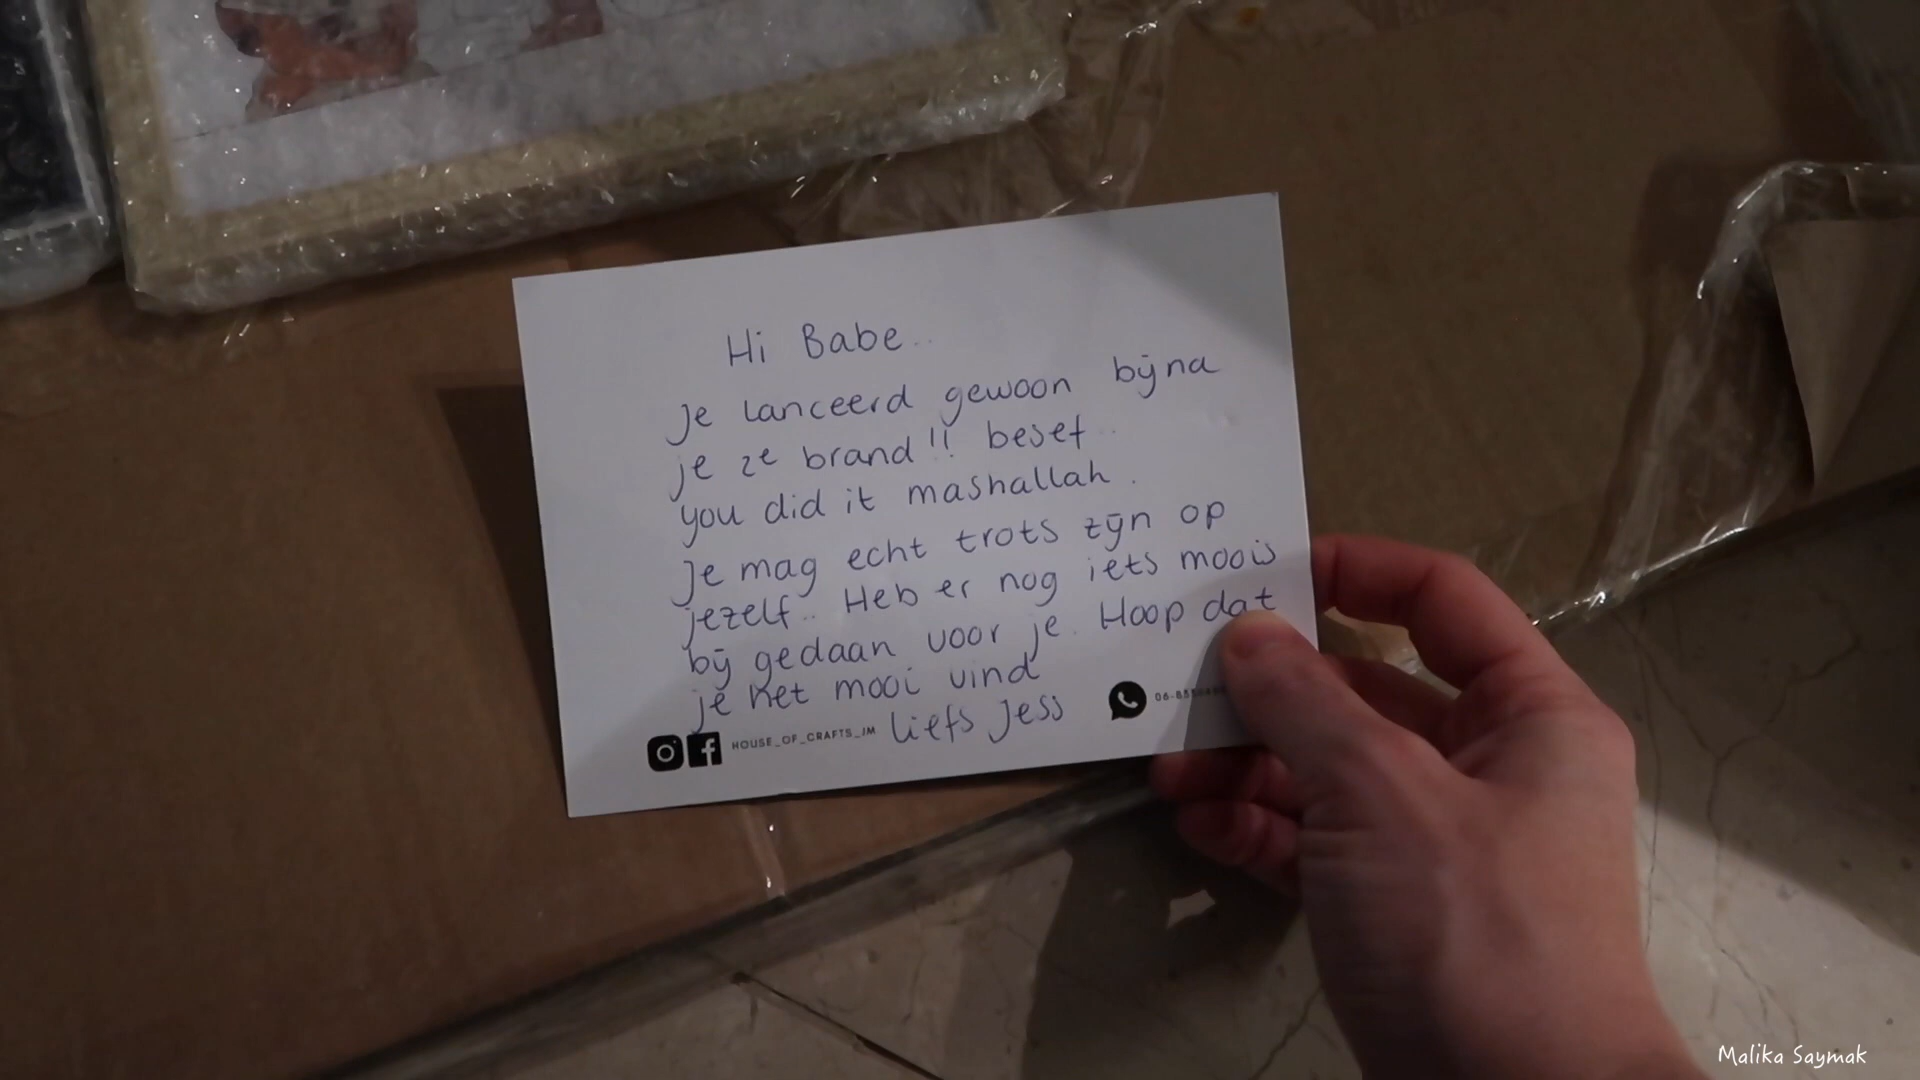 Hi Babe..
Je lanceerd gewoon bijna
je ze brand!! besef..
you did it mashallah.
Je mag echt trots zijn op
jezelf.. Heb er nog iets moois
bij gedaan voor je. Hoop dat
je het mooi vind
liefs Jess
HOUSE_OF_CRAFTS_JM
Malika Saymak